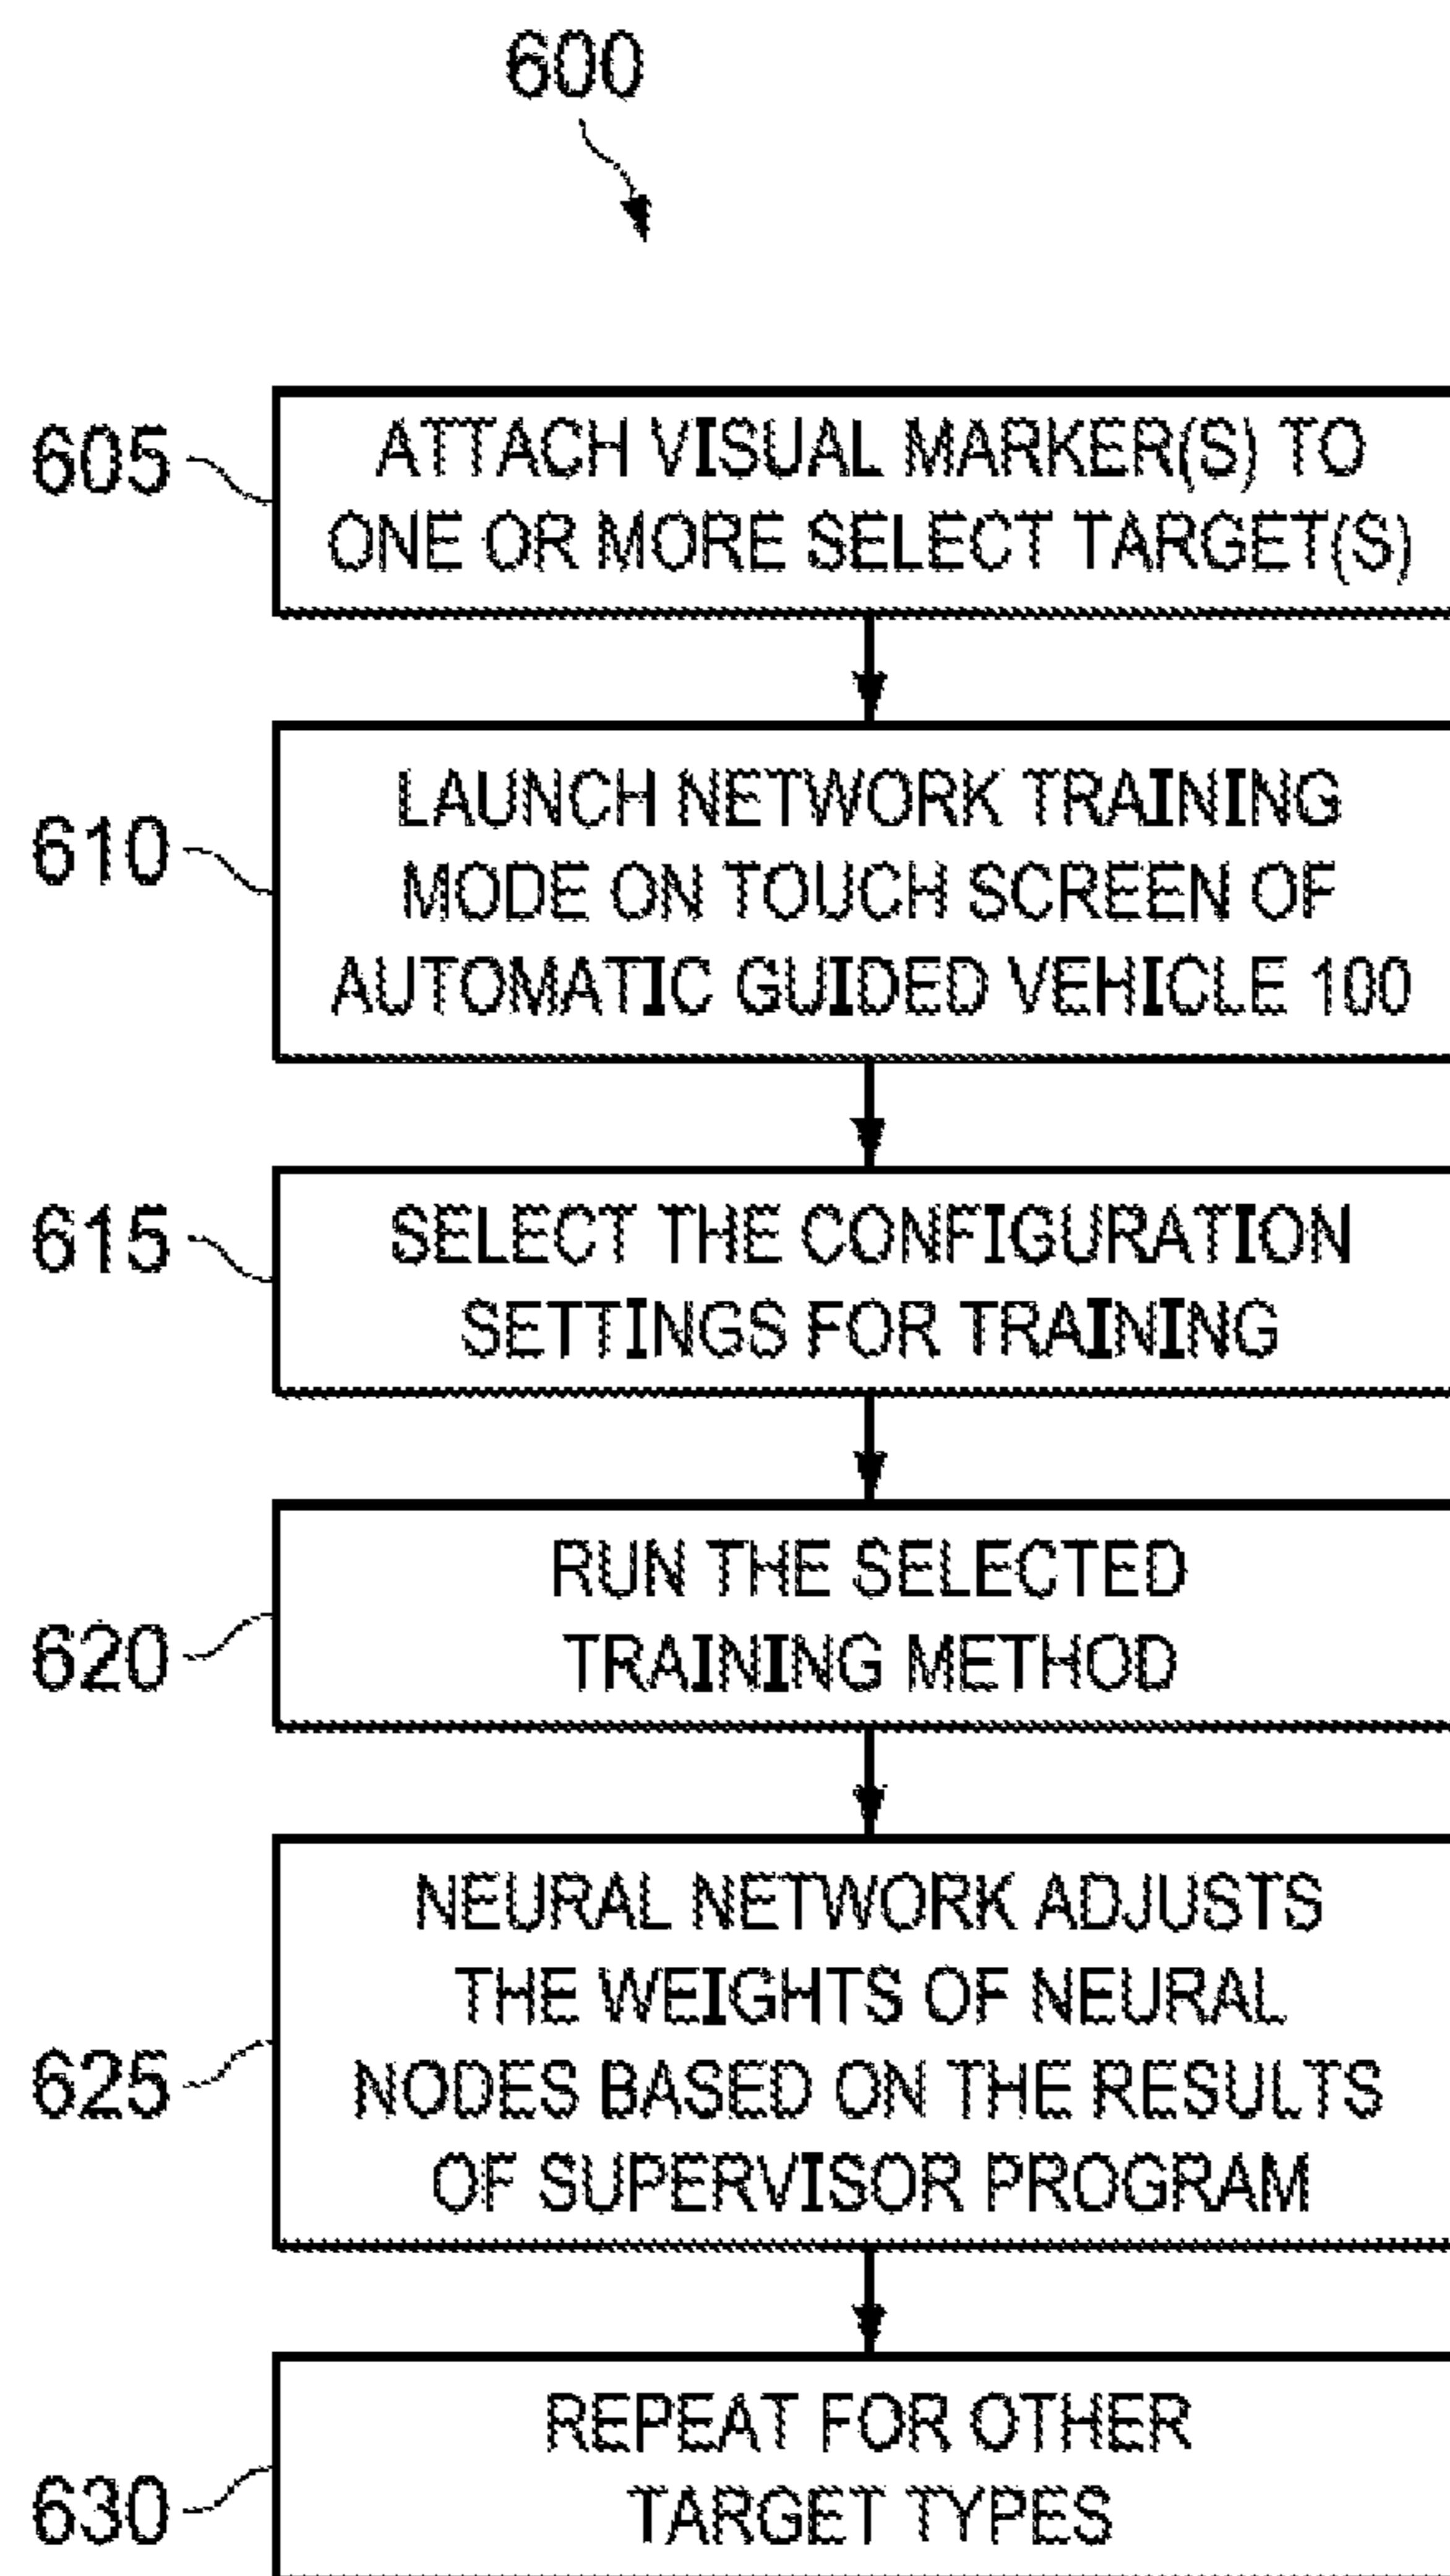 600
605
ATTACH VISUAL MARKER(S) TO
ONE OR MORE SELECT TARGET(S)
610
LAUNCH NETWORK TRAINING
MODE ON TOUCH SCREEN OF
AUTOMATIC GUIDED VEHICLE 100
615
SELECT THE CONFIGURATION
SETTINGS FOR TRAINING
620
RUN THE SELECTED
TRAINING METHOD
625
NEURAL NETWORK ADJUSTS
THE WEIGHTS OF NEURAL
NODES BASED ON THE RESULTS
OF SUPERVISOR PROGRAM
630
REPEAT FOR OTHER
TARGET TYPES